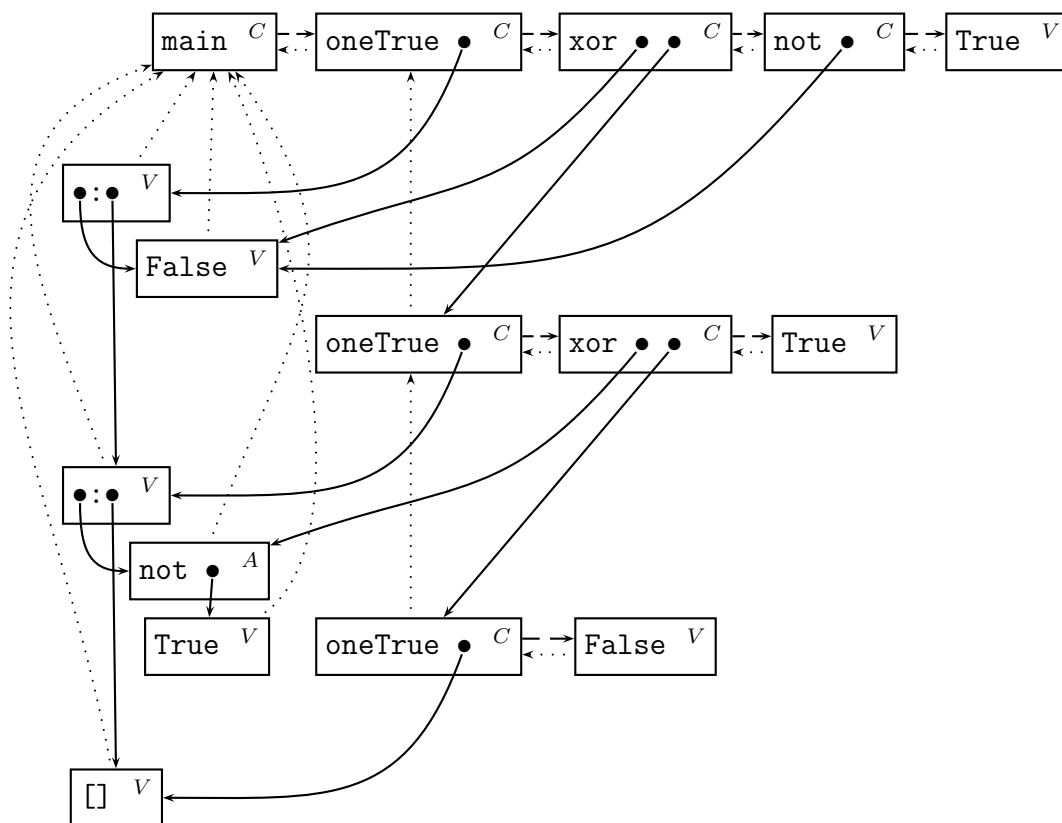 main C oneTrue C xor C not C True V
: V
False V
oneTrue C xor C True V
: V
not A
True V oneTrue C False V
[] V